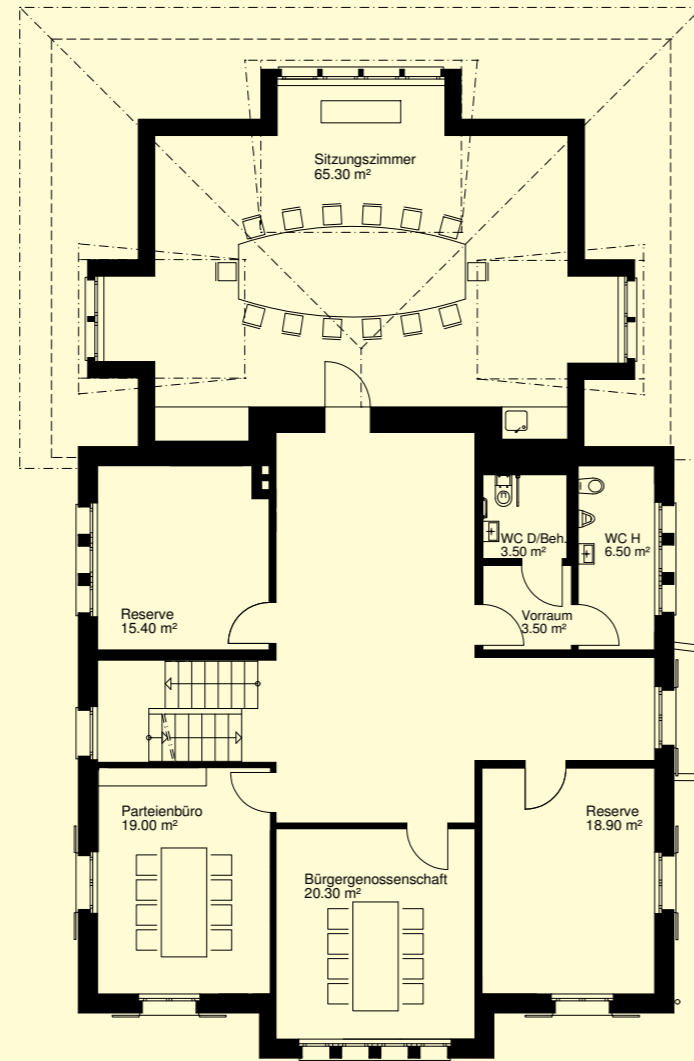 Sitzungszimmer
65.30 m²
WC D/Beh.
3.50 m²
WC H
6.50 m²
Reserve
15.40 m²
Vorraum
3.50 m²
Parteienbüro
19.00 m²
Reserve
18.90 m²
Bürgergenossenschaft
20.30 m²